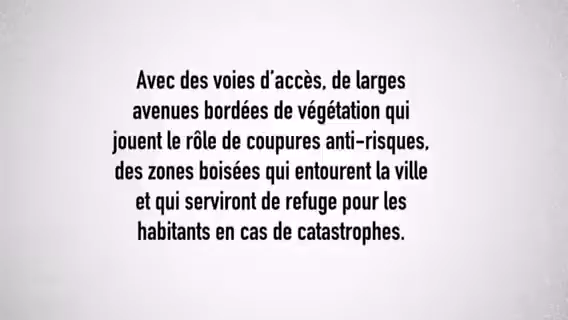 Avec des voies d’accès, de larges
avenues bordées de végétation qui
jouent le rôle de coupures anti-risques,
des zones boisées qui entourent la ville
et qui serviront de refuge pour les
habitants en cas de catastrophes.